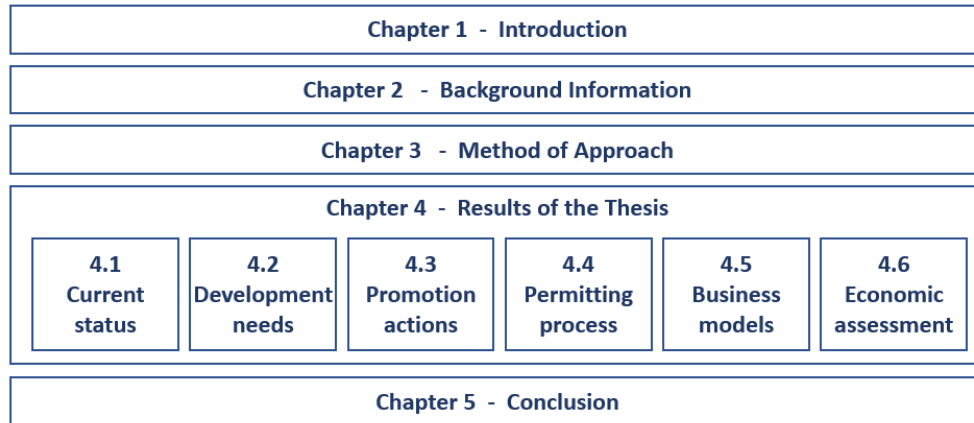 Chapter 1 - Introduction
Chapter 2 - Background Information
Chapter 3 - Method of Approach
Chapter 4 - Results of the Thesis
4.1
Current
status
4.2
Development
needs
4.3
Promotion
actions
4.4
Permitting
process
4.5
Business
models
4.6
Economic
assessment
Chapter 5 - Conclusion